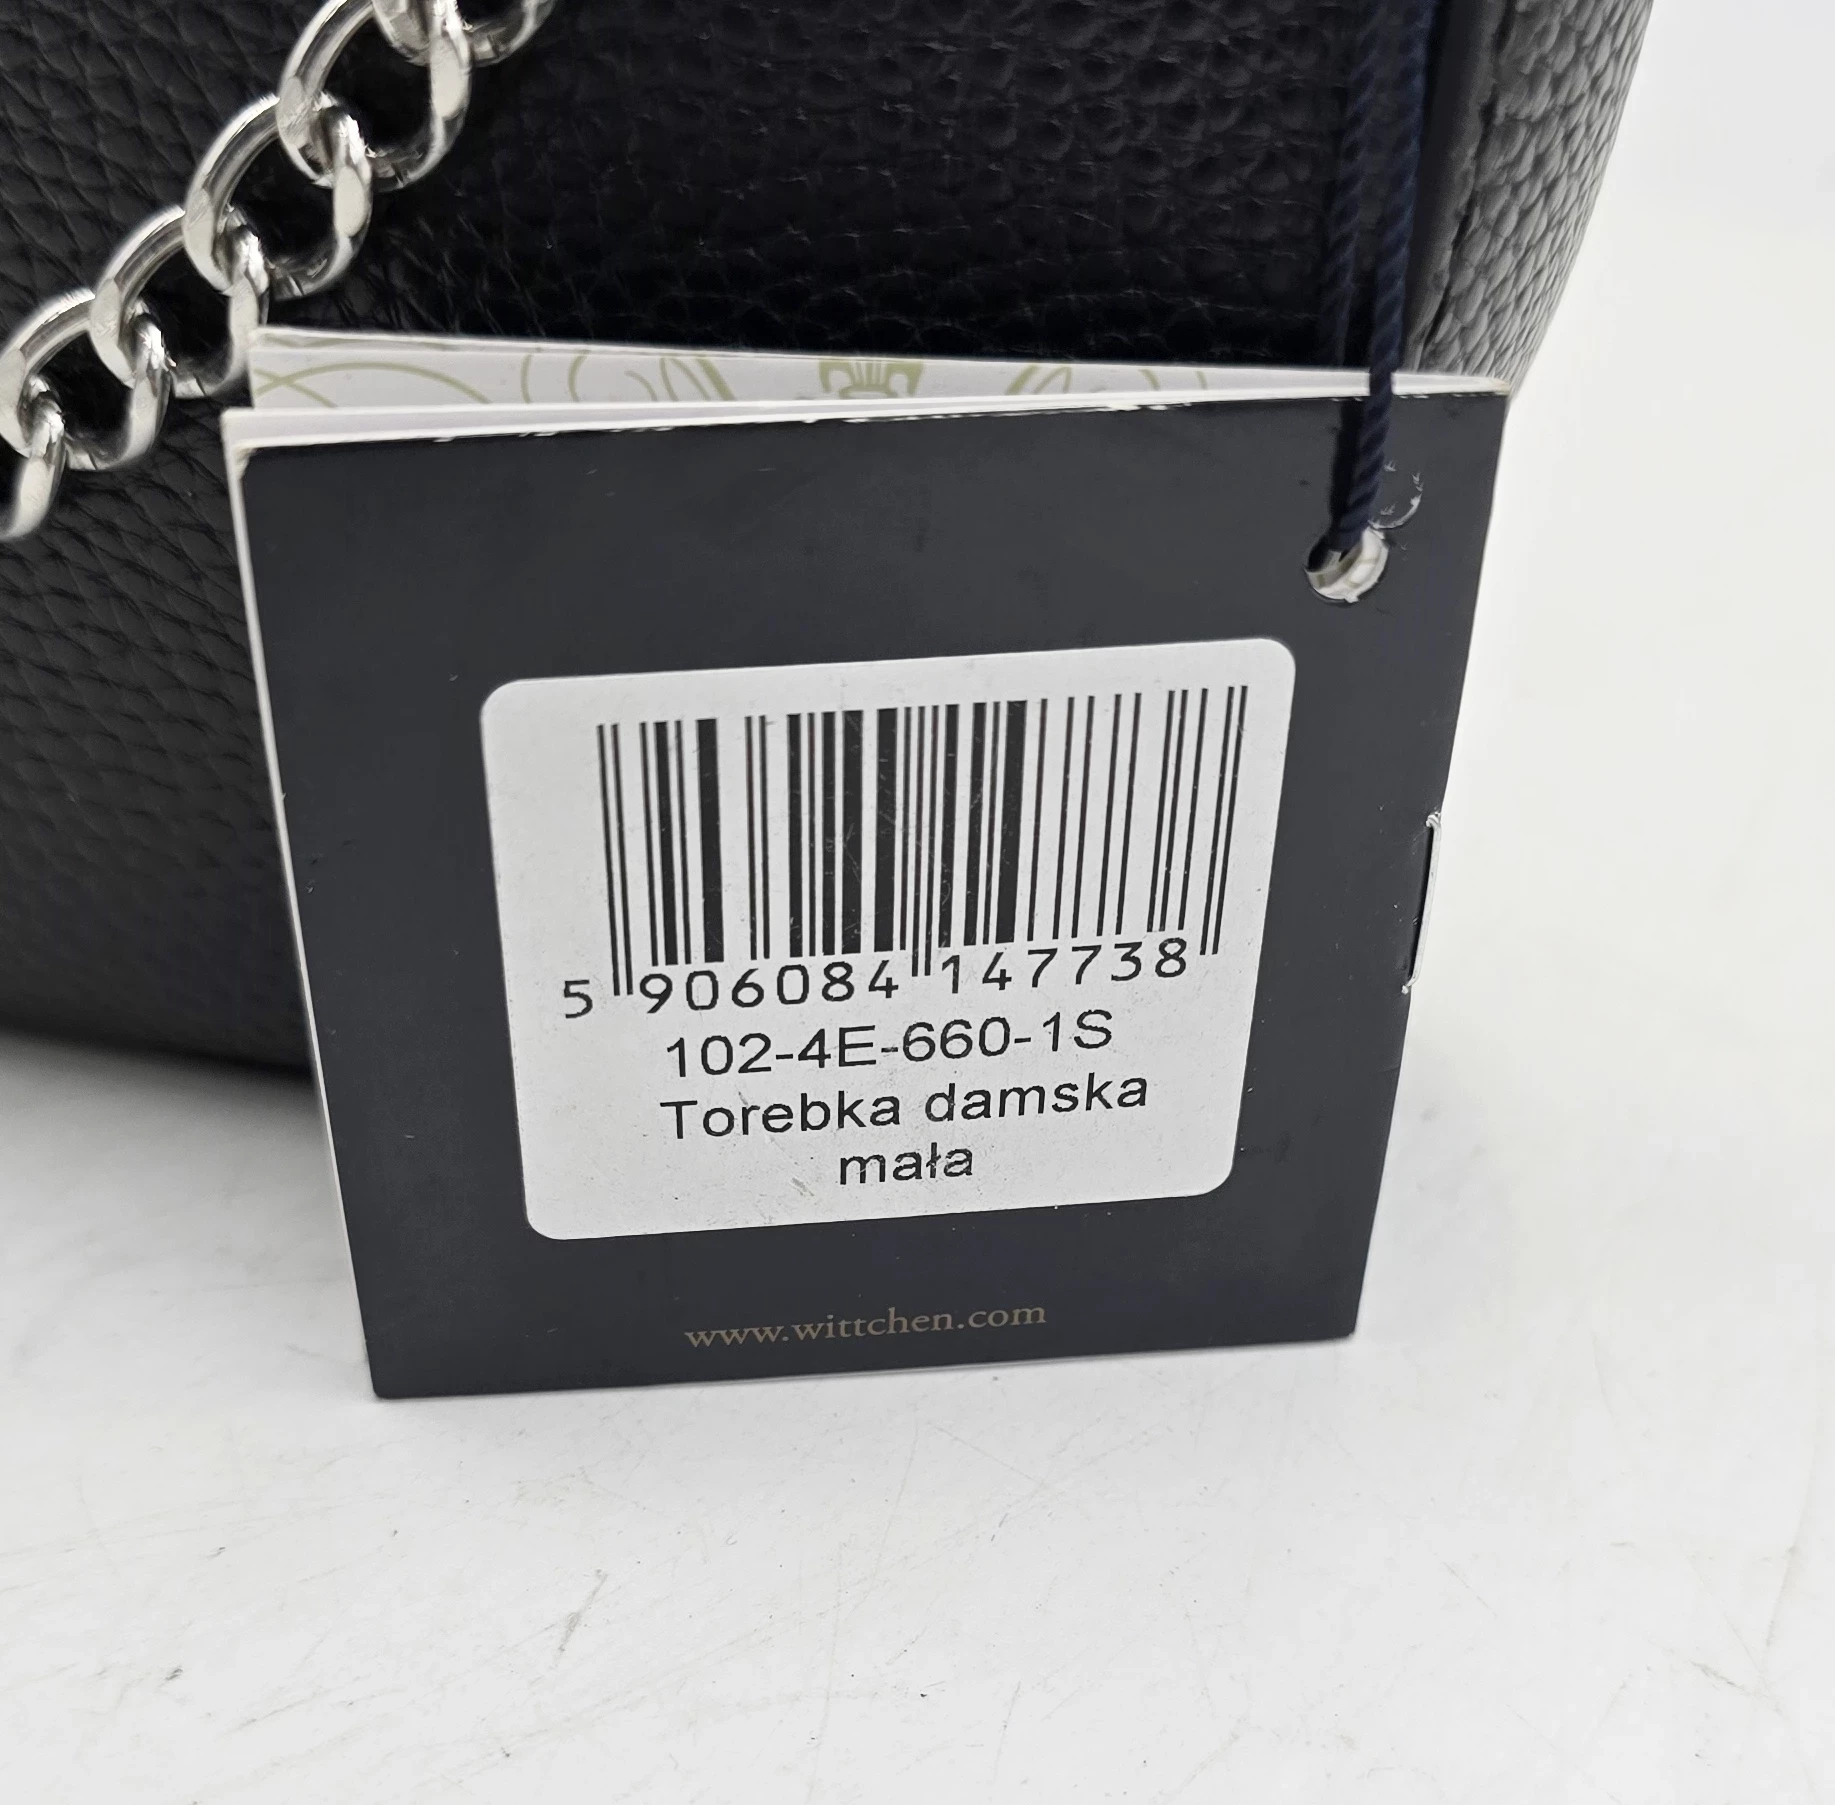 5 906084 147738
102-4E-660-1S
Torebka damska
mała
www.wittchen.com